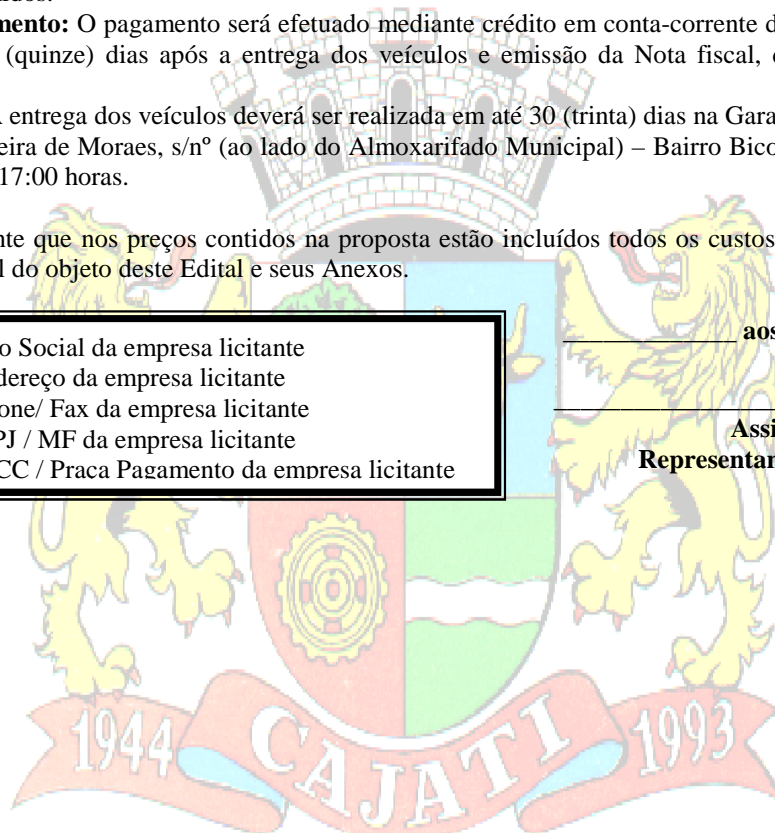 mento: O pagamento será efetuado mediante crédito em conta-corrente d
(quinze) dias após a entrega dos veículos e emissão da Nota fiscal,
entrega dos veículos deverá ser realizada em até 30 (trinta) dias na Gara
eira de Moraes, s/nº (ao lado do Almoxarifado Municipal) – Bairro Bico
17:00 horas.
nte que nos preços contidos na proposta estão incluídos todos os custos
l do objeto deste Edital e seus Anexos.
o Social da empresa licitante
dereço da empresa licitante
one/ Fax da empresa licitante
PJ / MF da empresa licitante
CC / Praça Pagamento da empresa licitante
_____________ aos
Assi
Representan
1944 CAJATI 1993